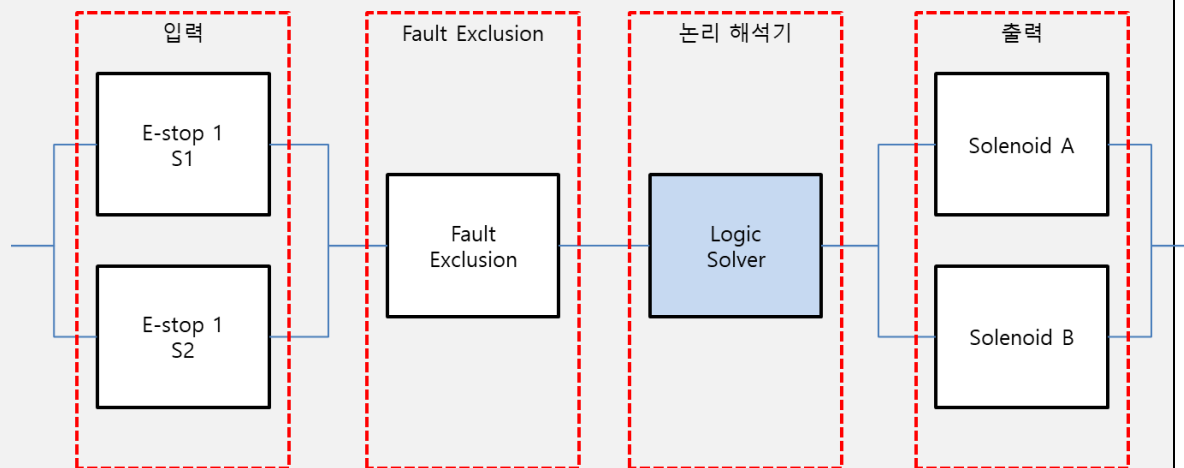 입력
Fault Exclusion
논리 해석기
출력
E-stop 1
S1
E-stop 1
S2
Fault
Exclusion
Logic
Solver
Solenoid A
Solenoid B